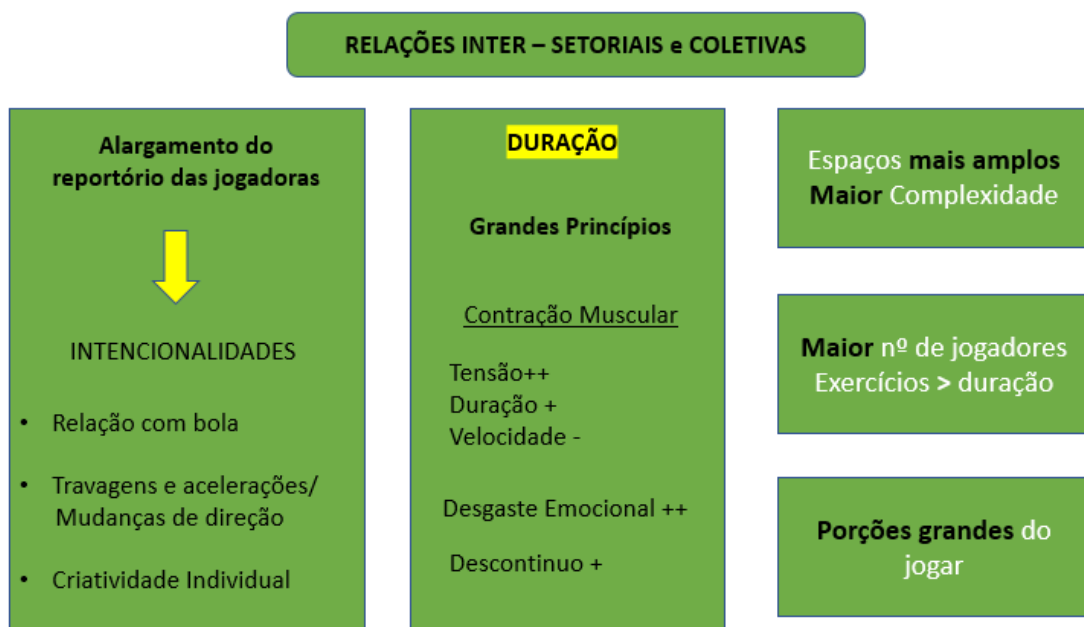 RELAÇÕES INTER – SETORIAIS e COLETIVAS
Alargamento do
reportório das jogadoras
INTENCIONALIDADES
• Relação com bola
• Travagens e acelerações/
Mudanças de direção
• Criatividade Individual
DURAÇÃO
Grandes Princípios
Contração Muscular
Tensão++
Duração +
Velocidade -
Desgaste Emocional ++
Descontinuo +
Espaços mais amplos
Maior Complexidade
Maior nº de jogadores
Exercícios > duração
Porções grandes do
jogar